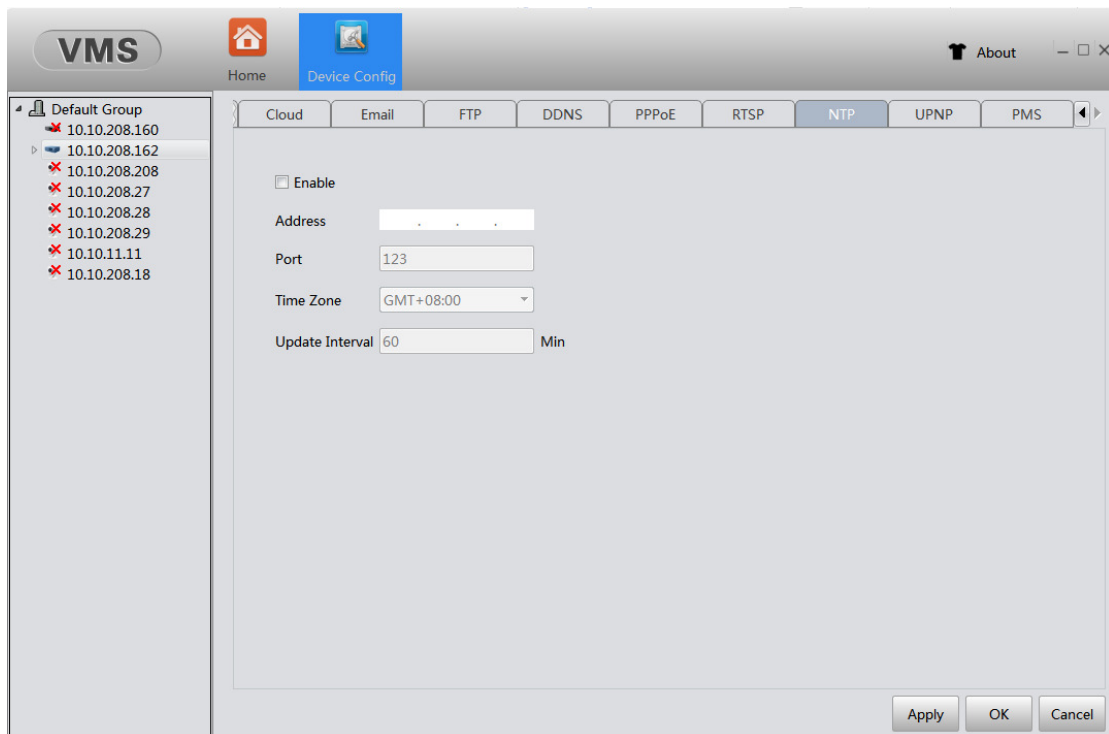 VMS
Home
Device Config
About
Default Group
10.10.208.160
10.10.208.162
10.10.208.208
10.10.208.27
10.10.208.28
10.10.208.29
10.10.11.11
10.10.208.18
Cloud Email FTP DDNS PPPoE RTSP NTP UPNP PMS
Enable
Address . . .
Port 123
Time Zone GMT+08:00
Update Interval 60 Min
Apply OK Cancel